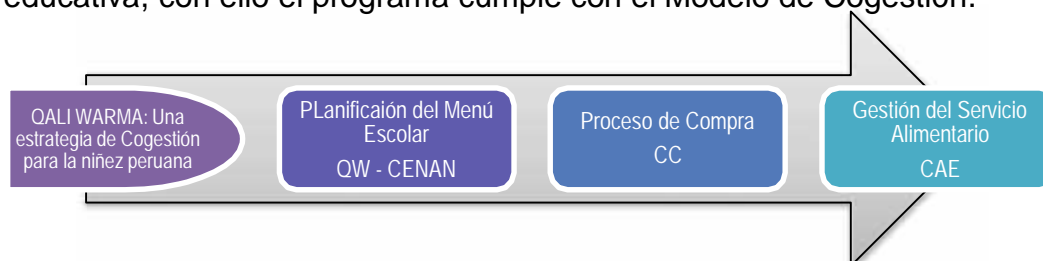 educativa, con ello el programa cumple con el Modelo de Cogestión.
QALI WARMA: Una
estrategia de Cogestión
para la niñez peruana
PLanificaión del Menú
Escolar
QW - CENAN
Proceso de Compra
CC
Gestión del Servicio
Alimentario
CAE